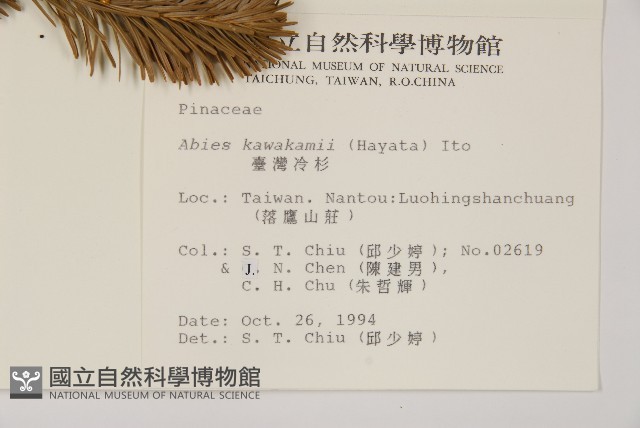 立自然科學博物館
IONAL MUSEUM OF NATURAL SCIENCE
TAICHUNG, TAIWAN, R.O.CHINA
Pinaceae
Abies kawakamii (Hayata) Ito
臺灣冷杉
Loc.: Taiwan. Nantou:Luohingshanchuang
(落鷹山莊)
Col.: S. T. Chiu (邱少婷); No.02619
& J. N. Chen (陳建男),
C. H. Chu (朱哲輝)
Date: Oct. 26, 1994
Det.: S. T. Chiu (邱少婷)
國立自然科學博物館
NATIONAL MUSEUM OF NATURAL SCIENCE